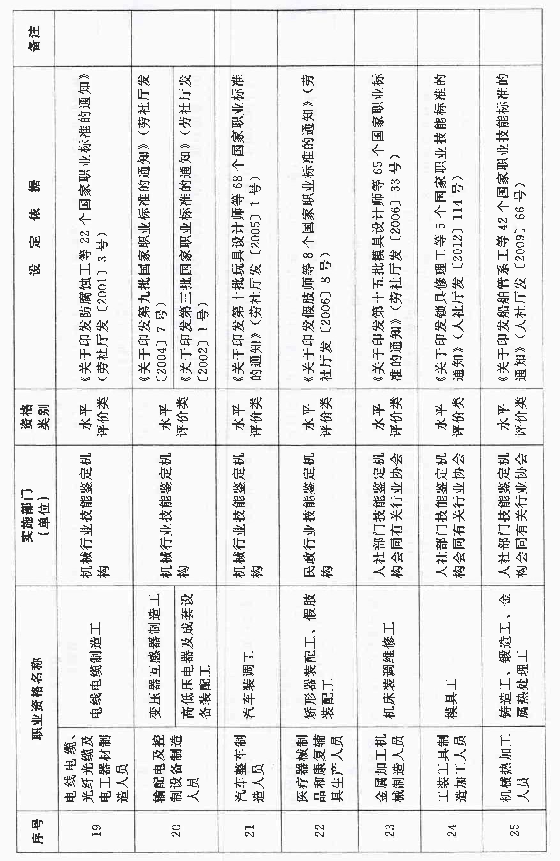 序号
职业资格名称
实施部门
(单位)
资格
类别
设 定 依 据
备注
19
电线电缆、
光纤光缆及
电工器材制
造人员
电线电缆制造工
机械行业技能鉴定机
构
水平
评价类
《关于印发防腐蚀工等 22 个国家职业标准的通知》
(劳社厅发〔2001〕3 号)
20
输配电及控
制设备制造
人员
变压器互感器制造工
高低压电器及成套设
备装配工
机械行业技能鉴定机
构
水平
评价类
《关于印发第九批国家职业标准的通知》(劳社厅发
〔2004〕7 号)
《关于印发第三批国家职业标准的通知》(劳社厅发
〔2002〕1 号)
21
汽车整车制
造人员
汽车装调工
机械行业技能鉴定机
构
水平
评价类
《关于印发第十批玩具设计师等 68 个国家职业标准
的通知》(劳社厅发〔2005〕1 号)
22
医疗器械制
品和康复辅
具生产人员
矫形器装配工、假肢
装配工
民政行业技能鉴定机
构
水平
评价类
《关于印发假肢师等 8 个国家职业标准的通知》(劳
社厅发〔2006〕8 号)
23
金属加工机
械制造人员
机床装调维修工
人社部门技能鉴定机
构会同有关行业协会
水平
评价类
《关于印发第十五批模具设计师等 65 个国家职业标
准的通知》(劳社厅发〔2006〕33 号)
24
工装工具制
造加工人员
模具工
人社部门技能鉴定机
构会同有关行业协会
水平
评价类
《关于印发锁具修理工等 5 个国家职业技能标准的
通知》(人社厅发〔2012〕114 号)
25
机械热加工
人员
铸造工、锻造工、金
属热处理工
人社部门技能鉴定机
构会同有关行业协会
水平
评价类
《关于印发船舶管系工等 42 个国家职业技能标准的
通知》(人社厅发〔2009〕66 号)